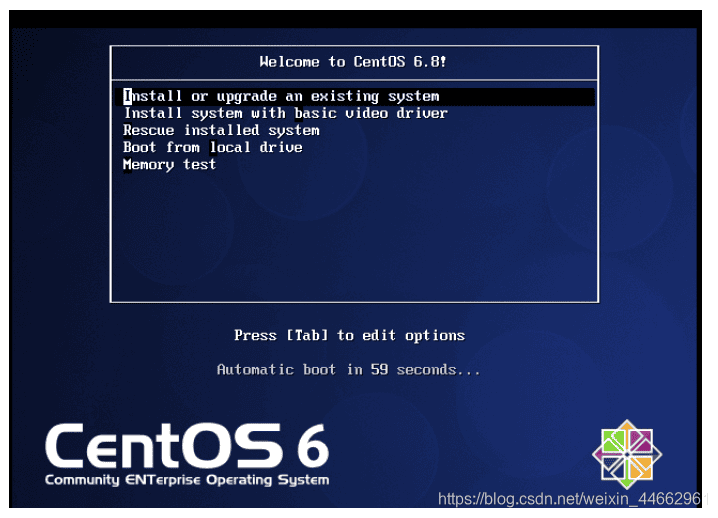 Welcome to CentOS 6.8!
Install or upgrade an existing system
Install system with basic video driver
Rescue installed system
Boot from local drive
Memory test
Press [Tab] to edit options
Automatic boot in 59 seconds...
CentOS 6
Community ENTerprise Operating System
https://blog.csdn.net/weixin_44662961